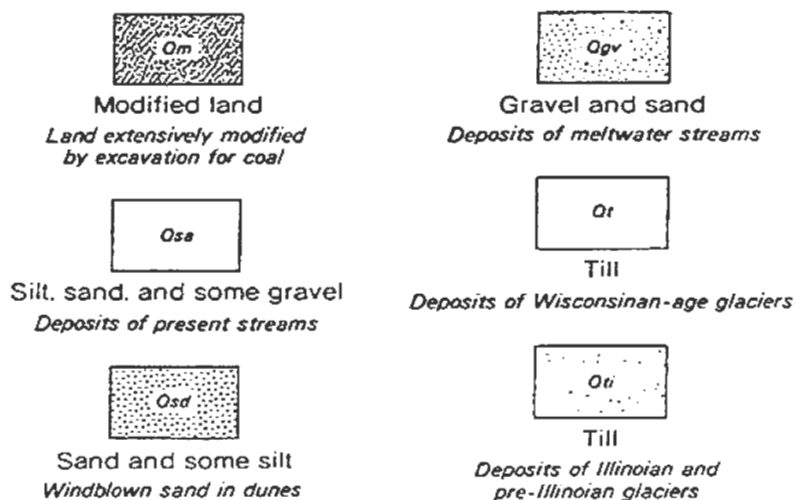 Qm
Modified land
Land extensively modified
by excavation for coal
Qsa
Silt, sand, and some gravel
Deposits of present streams
Qsd
Sand and some silt
Windblown sand in dunes
Qgv
Gravel and sand
Deposits of meltwater streams
Qt
Till
Deposits of Wisconsinan-age glaciers
Qti
Till
Deposits of Illinoian and
pre-Illinoian glaciers